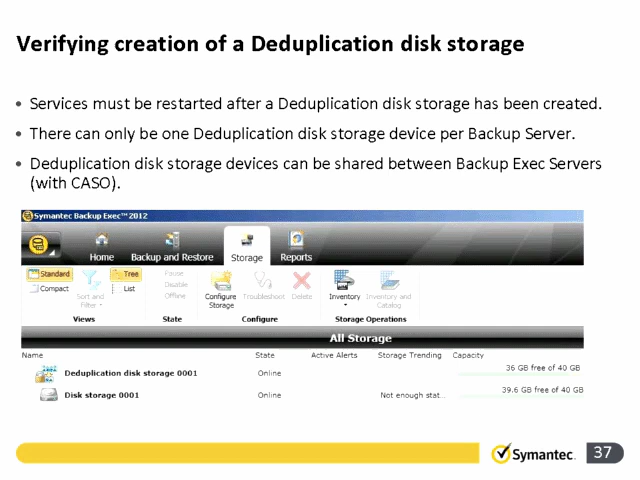 Verifying creation of a Deduplication disk storage
• Services must be restarted after a Deduplication disk storage has been created.
• There can only be one Deduplication disk storage device per Backup Server.
• Deduplication disk storage devices can be shared between Backup Exec Servers
(with CASO).
Symantec Backup Exec™ 2012
Home Backup and Restore Storage Reports
Standard Tree Pause
Compact List Disable
Sort and Filter Offline
Configure Storage Troubleshoot Delete
Inventory Inventory and Catalog
Views State Configure Storage Operations
All Storage
Name State Active Alerts Storage Trending Capacity
Deduplication disk storage 0001 Online 36 GB free of 40 GB
Disk storage 0001 Online Not enough stat... 39.6 GB free of 40 GB
Symantec. 37